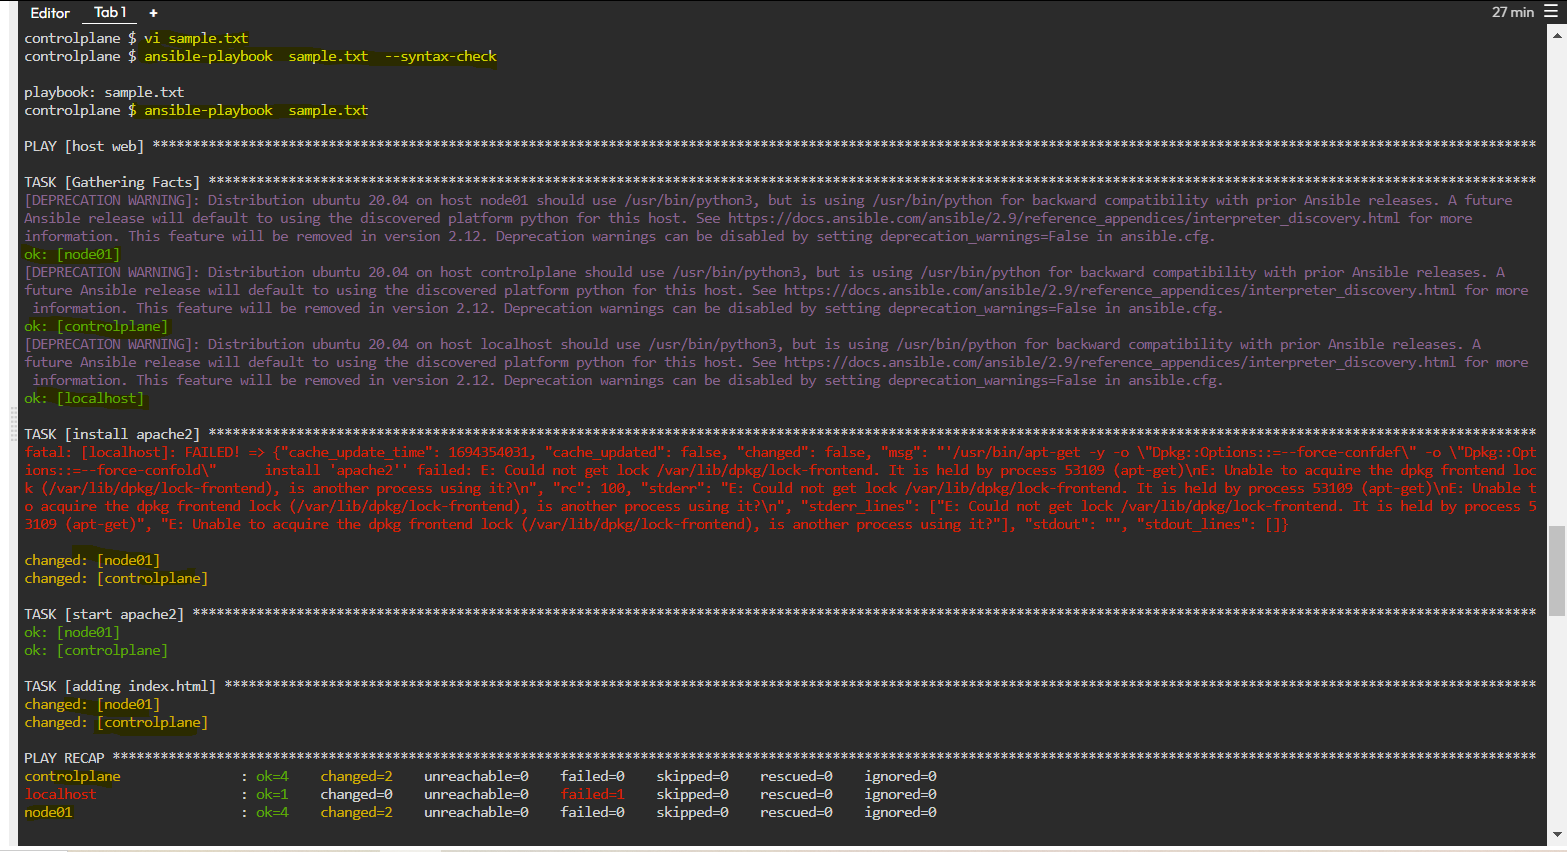 Editor Tab 1 + 27 min
controlplane $ vi sample.txt
controlplane $ ansible-playbook  sample.txt  --syntax-check
playbook: sample.txt
controlplane $ ansible-playbook  sample.txt
PLAY [host web] *****************************************************************************************************************************************************************************
TASK [Gathering Facts] **********************************************************************************************************************************************************************
[DEPRECATION WARNING]: Distribution ubuntu 20.04 on host node01 should use /usr/bin/python3, but is using /usr/bin/python for backward compatibility with prior Ansible releases. A future
Ansible release will default to using the discovered platform python for this host. See https://docs.ansible.com/ansible/2.9/reference_appendices/interpreter_discovery.html for more
information. This feature will be removed in version 2.12. Deprecation warnings can be disabled by setting deprecation_warnings=False in ansible.cfg.
ok: [node01]
[DEPRECATION WARNING]: Distribution ubuntu 20.04 on host controlplane should use /usr/bin/python3, but is using /usr/bin/python for backward compatibility with prior Ansible releases. A
future Ansible release will default to using the discovered platform python for this host. See https://docs.ansible.com/ansible/2.9/reference_appendices/interpreter_discovery.html for more
 information. This feature will be removed in version 2.12. Deprecation warnings can be disabled by setting deprecation_warnings=False in ansible.cfg.
ok: [controlplane]
[DEPRECATION WARNING]: Distribution ubuntu 20.04 on host localhost should use /usr/bin/python3, but is using /usr/bin/python for backward compatibility with prior Ansible releases. A
future Ansible release will default to using the discovered platform python for this host. See https://docs.ansible.com/ansible/2.9/reference_appendices/interpreter_discovery.html for more
 information. This feature will be removed in version 2.12. Deprecation warnings can be disabled by setting deprecation_warnings=False in ansible.cfg.
ok: [localhost]
TASK [install apache2] **********************************************************************************************************************************************************************
fatal: [localhost]: FAILED! => {"cache_update_time": 1694354031, "cache_updated": false, "changed": false, "msg": "'/usr/bin/apt-get -y -o \"Dpkg::Options::=--force-confdef\" -o \"Dpkg::Opt
ions::=--force-confold\"      install 'apache2'' failed: E: Could not get lock /var/lib/dpkg/lock-frontend. It is held by process 53109 (apt-get)\nE: Unable to acquire the dpkg frontend loc
k (/var/lib/dpkg/lock-frontend), is another process using it?\n", "rc": 100, "stderr": "E: Could not get lock /var/lib/dpkg/lock-frontend. It is held by process 53109 (apt-get)\nE: Unable t
o acquire the dpkg frontend lock (/var/lib/dpkg/lock-frontend), is another process using it?\n", "stderr_lines": ["E: Could not get lock /var/lib/dpkg/lock-frontend. It is held by process 5
3109 (apt-get)", "E: Unable to acquire the dpkg frontend lock (/var/lib/dpkg/lock-frontend), is another process using it?"], "stdout": "", "stdout_lines": []}
changed: [node01]
changed: [controlplane]
TASK [start apache2] ************************************************************************************************************************************************************************
ok: [node01]
ok: [controlplane]
TASK [adding index.html] ********************************************************************************************************************************************************************
changed: [node01]
changed: [controlplane]
PLAY RECAP **********************************************************************************************************************************************************************************
controlplane               : ok=4    changed=2    unreachable=0    failed=0    skipped=0    rescued=0    ignored=0
localhost                  : ok=1    changed=0    unreachable=0    failed=1    skipped=0    rescued=0    ignored=0
node01                     : ok=4    changed=2    unreachable=0    failed=0    skipped=0    rescued=0    ignored=0